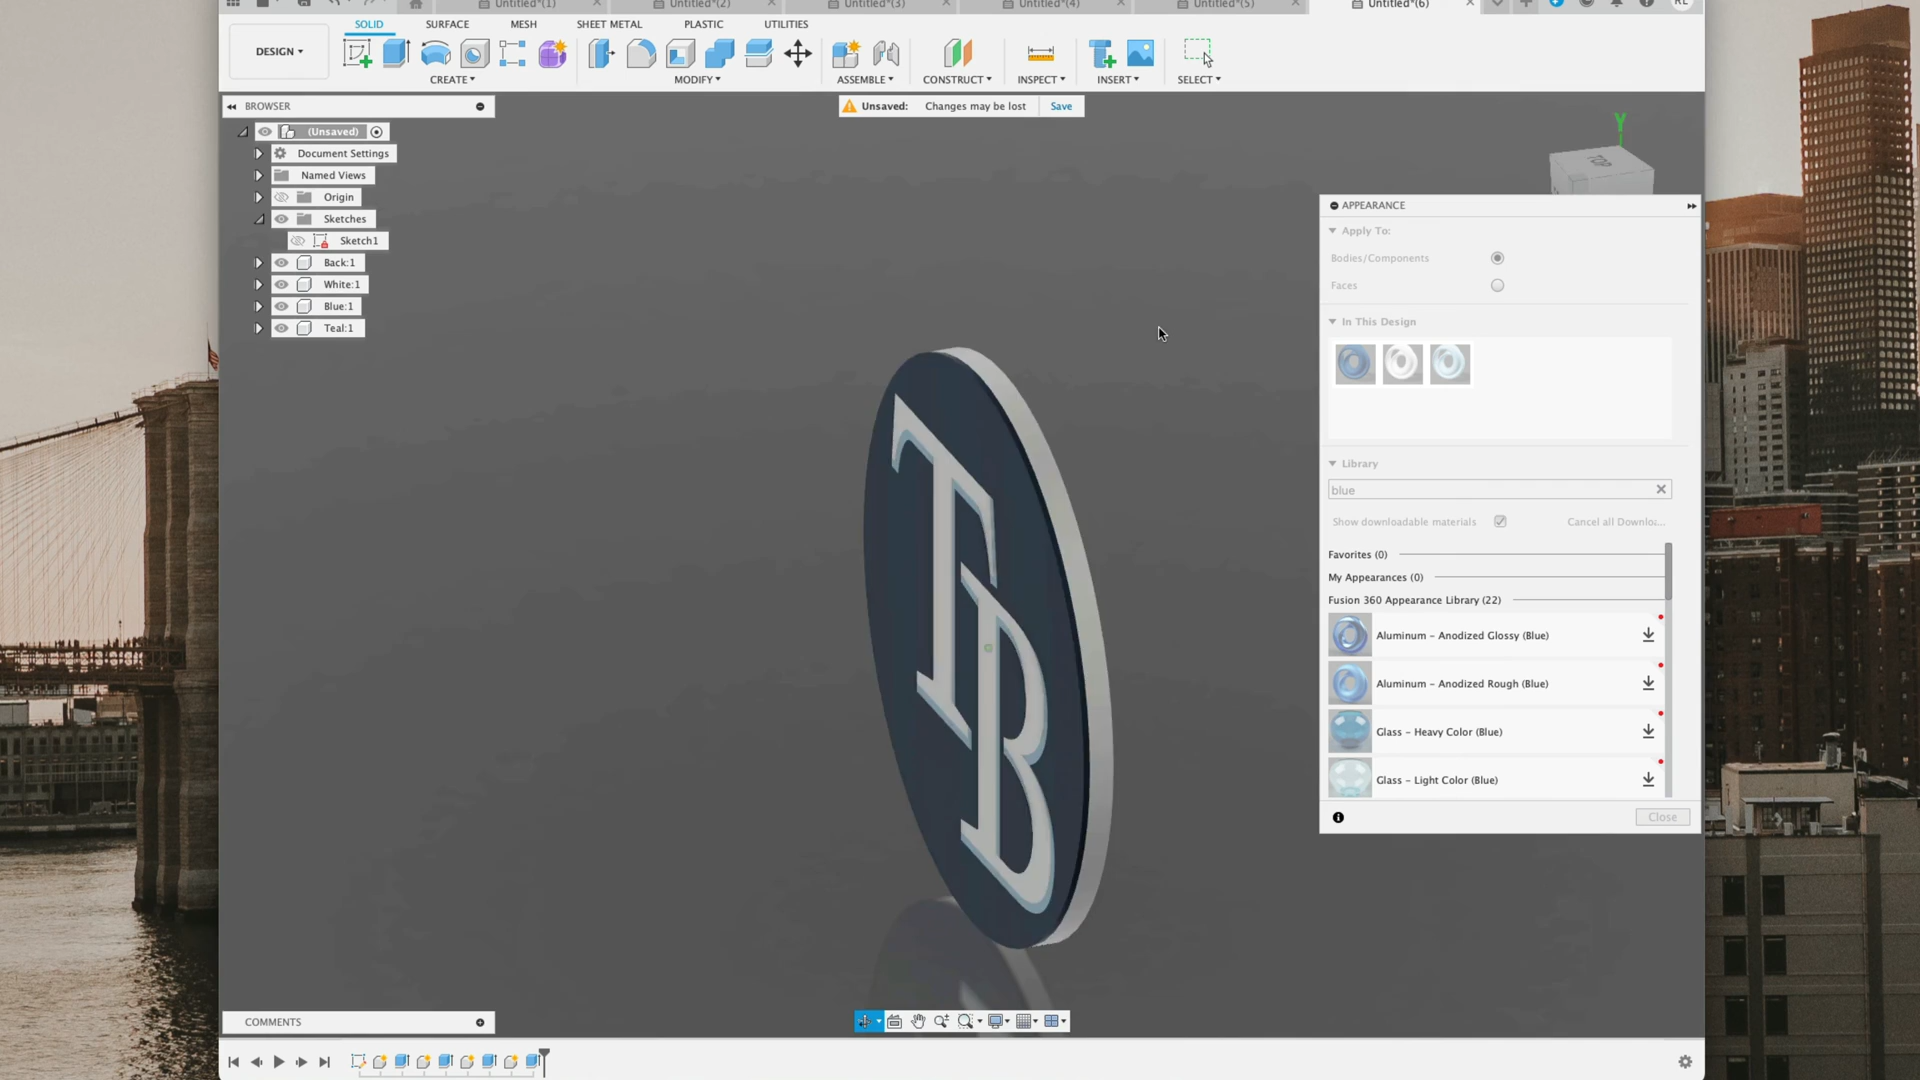 Untitled*(1)
Untitled*(2)
Untitled*(3)
Untitled*(4)
Untitled*(5)
Untitled*(6)
RL
SOLID
SURFACE
MESH
SHEET METAL
PLASTIC
UTILITIES
DESIGN
CREATE
MODIFY
ASSEMBLE
CONSTRUCT
INSPECT
INSERT
SELECT
BROWSER
Unsaved: Changes may be lost Save
(Unsaved)
Document Settings
Named Views
Origin
Sketches
Sketch1
Back:1
White:1
Blue:1
Teal:1
Y
TOP
TB
APPEARANCE
Apply To:
Bodies/Components
Faces
In This Design
Library
blue
Show downloadable materials
Cancel all Downlo...
Favorites (0)
My Appearances (0)
Fusion 360 Appearance Library (22)
Aluminum - Anodized Glossy (Blue)
Aluminum - Anodized Rough (Blue)
Glass - Heavy Color (Blue)
Glass - Light Color (Blue)
Close
COMMENTS